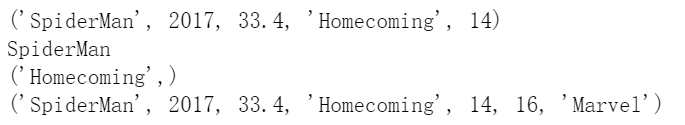 ('SpiderMan', 2017, 33.4, 'Homecoming', 14)
SpiderMan
('Homecoming',)
('SpiderMan', 2017, 33.4, 'Homecoming', 14, 16, 'Marvel')